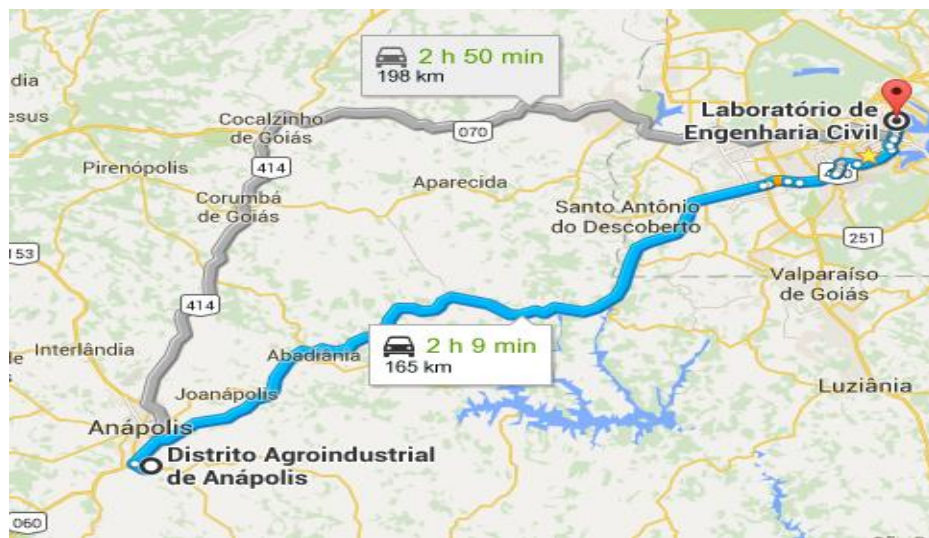 2 h 50 min
198 km
dia
esus
Cocalzinho
de Goiás
070
Laboratório de
Engenharia Civil
Pirenópolis
414
Aparecida
Corumbá
de Goiás
Santo Antônio
do Descoberto
251
153
Valparaíso
de Goiás
414
Interlândia
Abadiânia
2 h 9 min
165 km
de
Joanápolis
Luziânia
Anápolis
Distrito Agroindustrial
de Anápolis
060